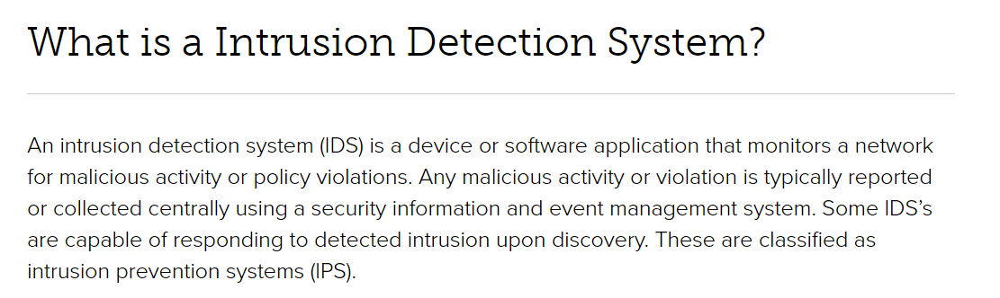 What is a Intrusion Detection System?
An intrusion detection system (IDS) is a device or software application that monitors a network
for malicious activity or policy violations. Any malicious activity or violation is typically reported
or collected centrally using a security information and event management system. Some IDS’s
are capable of responding to detected intrusion upon discovery. These are classified as
intrusion prevention systems (IPS).